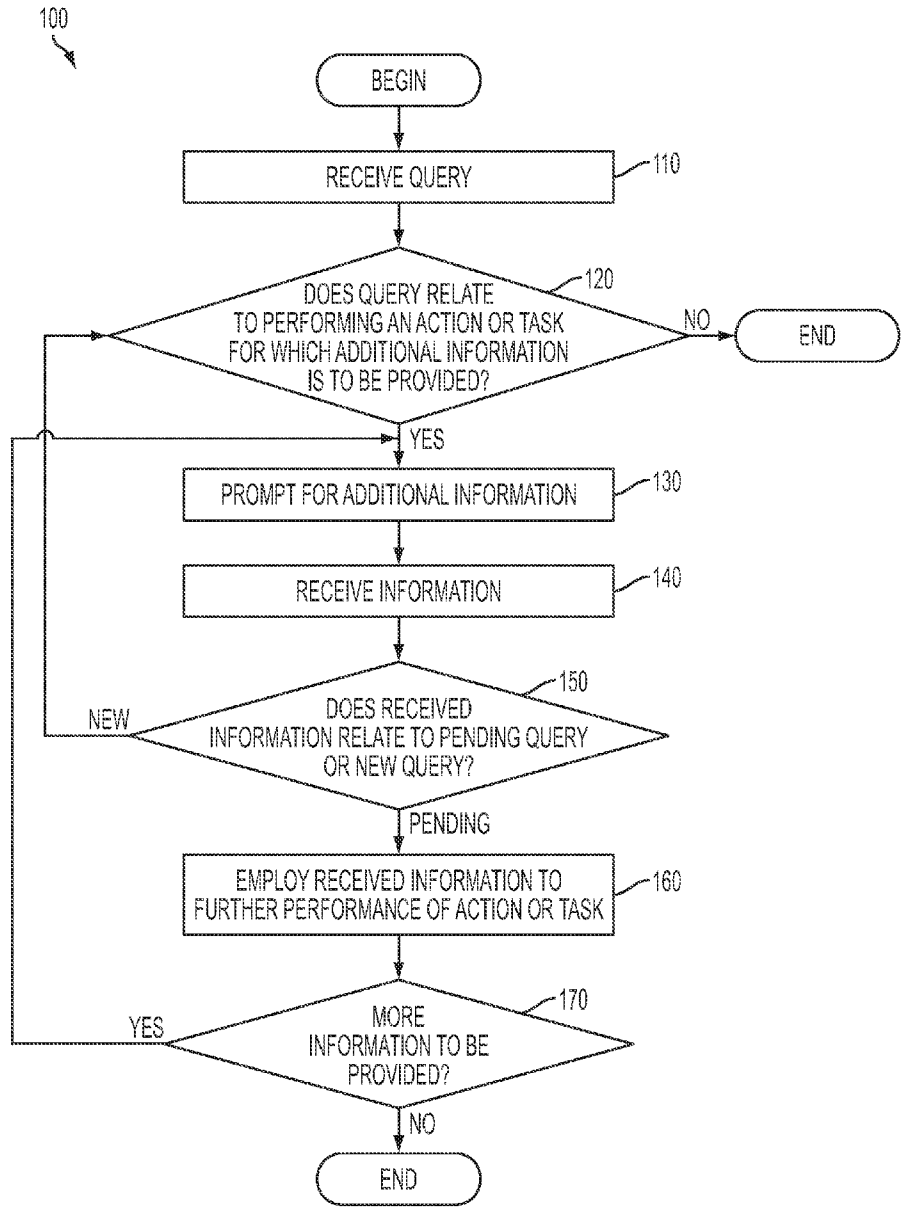 100
BEGIN
RECEIVE QUERY
110
120
DOES QUERY RELATE
TO PERFORMING AN ACTION OR TASK
FOR WHICH ADDITIONAL INFORMATION
IS TO BE PROVIDED?
NO
END
YES
PROMPT FOR ADDITIONAL INFORMATION
130
RECEIVE INFORMATION
140
150
DOES RECEIVED
INFORMATION RELATE TO PENDING QUERY
OR NEW QUERY?
NEW
PENDING
EMPLOY RECEIVED INFORMATION TO
FURTHER PERFORMANCE OF ACTION OR TASK
160
170
MORE
INFORMATION TO BE
PROVIDED?
YES
NO
END